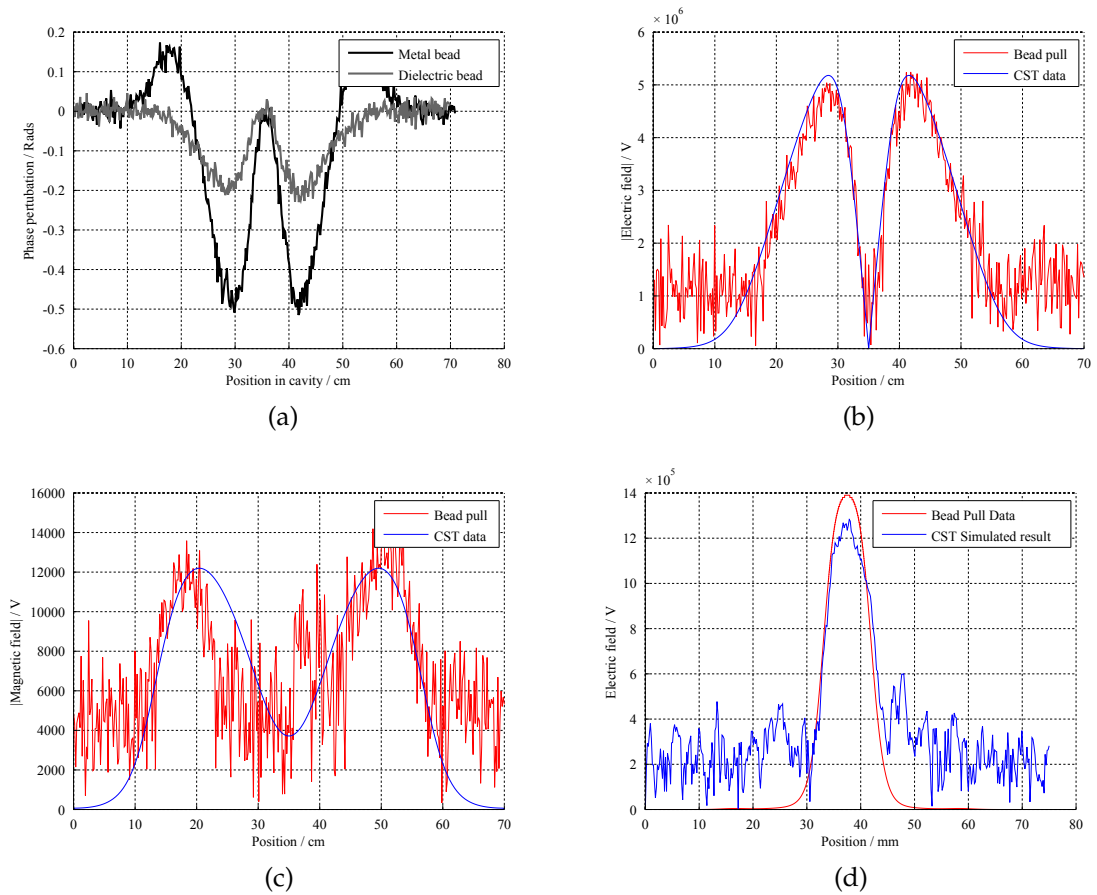 0.2
0.1
0
-0.1
-0.2
-0.3
-0.4
-0.5
-0.6
0 10 20 30 40 50 60 70 80
Phase pertubation / Rads
Position in cavity / cm
Metal bead
Dielectric bead
(a)
× 10⁶
6
5
4
3
2
1
0
0 10 20 30 40 50 60 70
|Electric field| / V
Position / cm
Bead pull
CST data
(b)
16000
14000
12000
10000
8000
6000
4000
2000
0
0 10 20 30 40 50 60 70
|Magnetic field| / V
Position / cm
Bead pull
CST data
(c)
× 10⁵
14
12
× 10
8
6
4
2
0
0 10 20 30 40 50 60 70 80
Electric field / V
Position / mm
Bead Pull Data
CST Simulated result
(d)